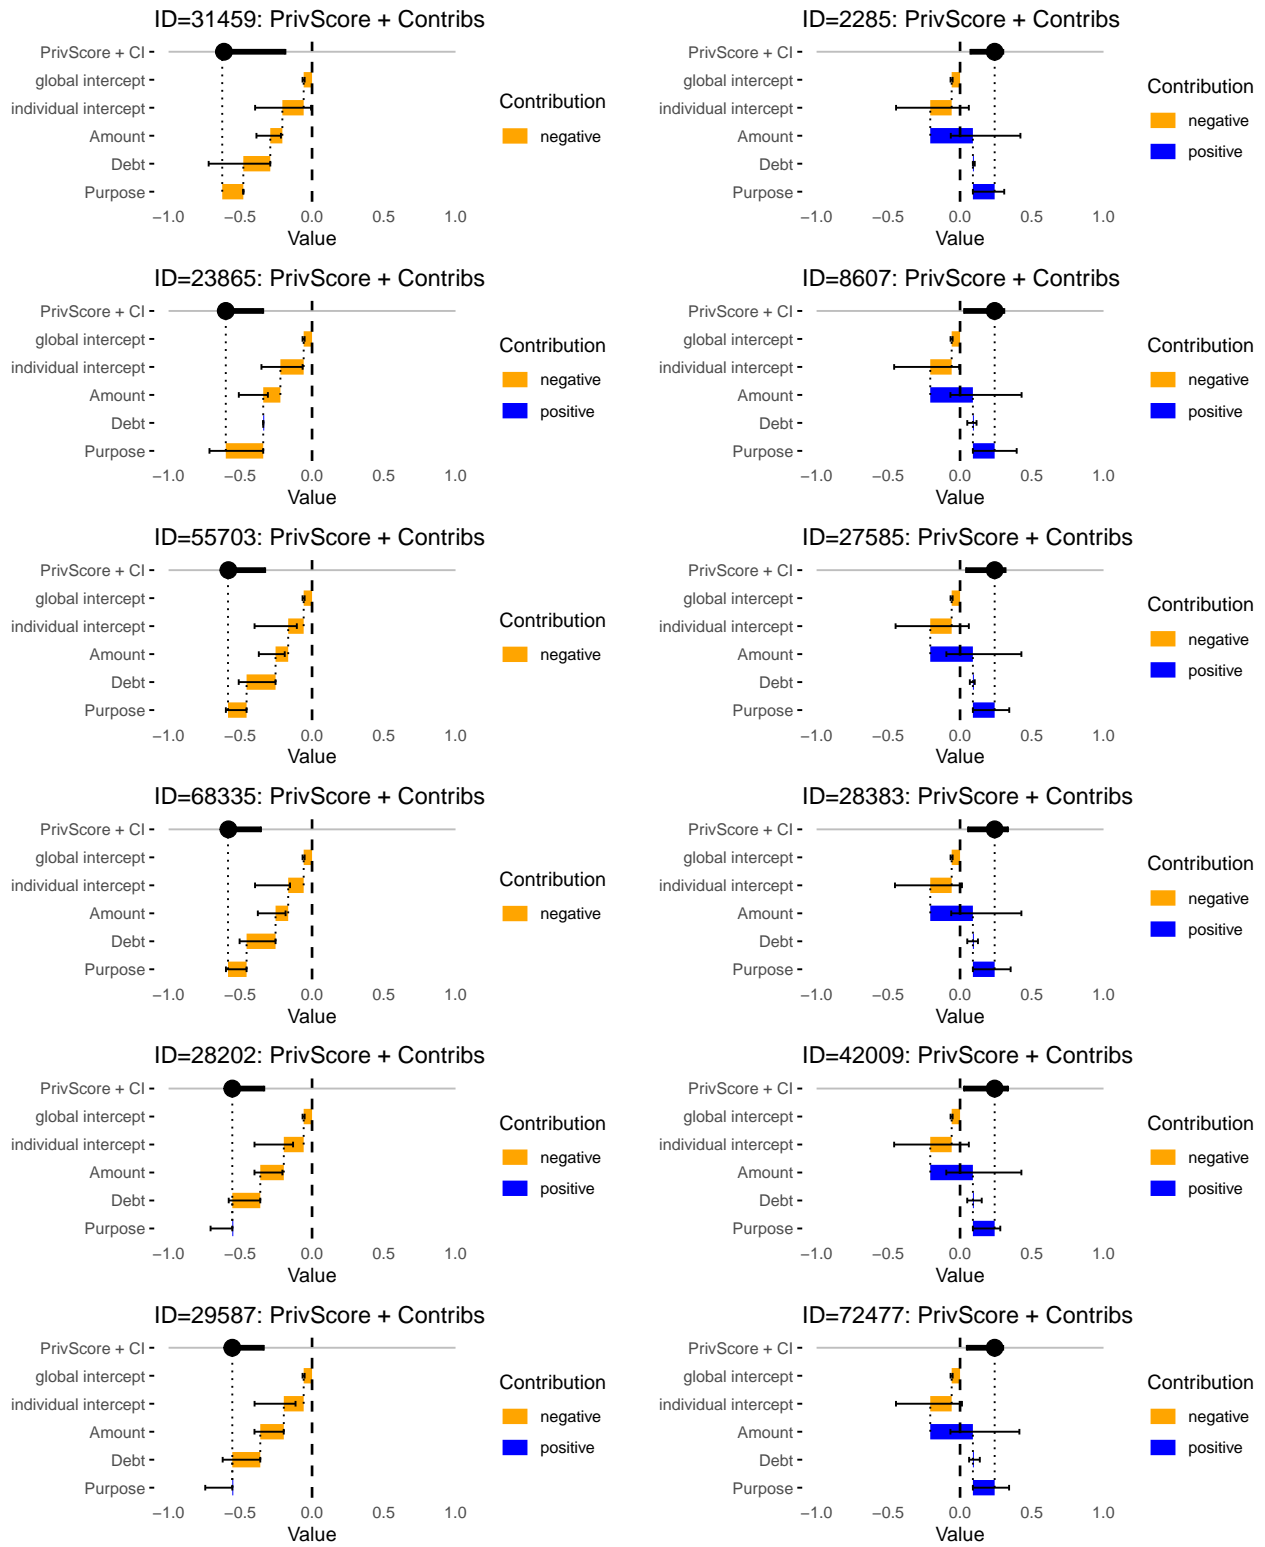 ID=31459: PrivScore + Contribs
PrivScore + CI
global intercept
individual intercept
Amount
Debt
Purpose
−1.0 −0.5 0.0 0.5 1.0
Value
Contribution
negative
ID=2285: PrivScore + Contribs
PrivScore + CI
global intercept
individual intercept
Amount
Debt
Purpose
−1.0 −0.5 0.0 0.5 1.0
Value
Contribution
negative
positive
ID=23865: PrivScore + Contribs
PrivScore + CI
global intercept
individual intercept
Amount
Debt
Purpose
−1.0 −0.5 0.0 0.5 1.0
Value
Contribution
negative
positive
ID=8607: PrivScore + Contribs
PrivScore + CI
global intercept
individual intercept
Amount
Debt
Purpose
−1.0 −0.5 0.0 0.5 1.0
Value
Contribution
negative
positive
ID=55703: PrivScore + Contribs
PrivScore + CI
global intercept
individual intercept
Amount
Debt
Purpose
−1.0 −0.5 0.0 0.5 1.0
Value
Contribution
negative
ID=27585: PrivScore + Contribs
PrivScore + CI
global intercept
individual intercept
Amount
Debt
Purpose
−1.0 −0.5 0.0 0.5 1.0
Value
Contribution
negative
positive
ID=68335: PrivScore + Contribs
PrivScore + CI
global intercept
individual intercept
Amount
Debt
Purpose
−1.0 −0.5 0.0 0.5 1.0
Value
Contribution
negative
ID=28383: PrivScore + Contribs
PrivScore + CI
global intercept
individual intercept
Amount
Debt
Purpose
−1.0 −0.5 0.0 0.5 1.0
Value
Contribution
negative
positive
ID=28202: PrivScore + Contribs
PrivScore + CI
global intercept
individual intercept
Amount
Debt
Purpose
−1.0 −0.5 0.0 0.5 1.0
Value
Contribution
negative
positive
ID=42009: PrivScore + Contribs
PrivScore + CI
global intercept
individual intercept
Amount
Debt
Purpose
−1.0 −0.5 0.0 0.5 1.0
Value
Contribution
negative
positive
ID=29587: PrivScore + Contribs
PrivScore + CI
global intercept
individual intercept
Amount
Debt
Purpose
−1.0 −0.5 0.0 0.5 1.0
Value
Contribution
negative
positive
ID=72477: PrivScore + Contribs
PrivScore + CI
global intercept
individual intercept
Amount
Debt
Purpose
−1.0 −0.5 0.0 0.5 1.0
Value
Contribution
negative
positive